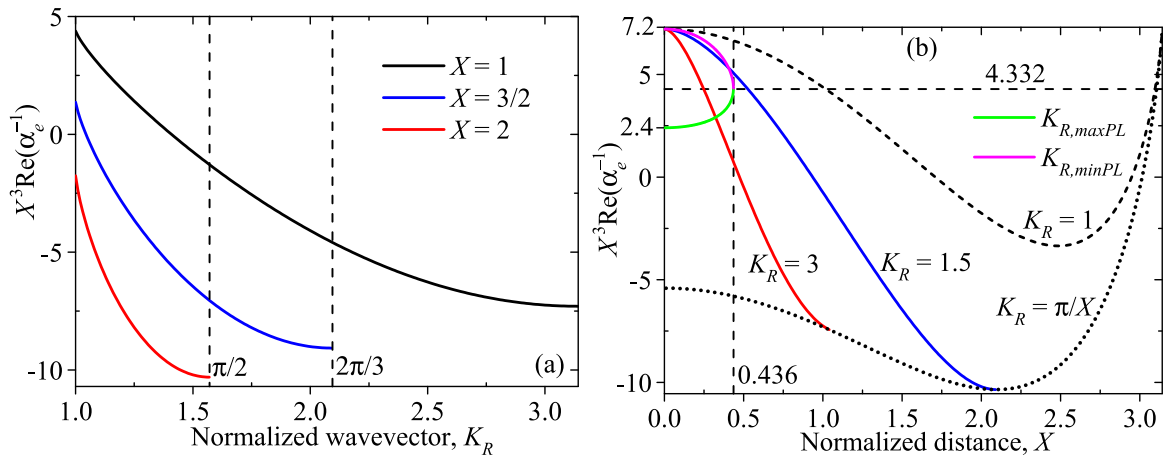 5
0
-5
-10
X³Re(αₑ⁻¹)
X = 1
X = 3/2
X = 2
π/2
2π/3
(a)
1.0 1.5 2.0 2.5 3.0
Normalized wavevector, K_R
7.2
5
2.4
0
-5
-10
X³Re(αₑ⁻¹)
(b)
4.332
K_R,maxPL
K_R,minPL
K_R = 1
K_R = 3
K_R = 1.5
K_R = π/X
0.436
0.0 0.5 1.0 1.5 2.0 2.5 3.0
Normalized distance, X